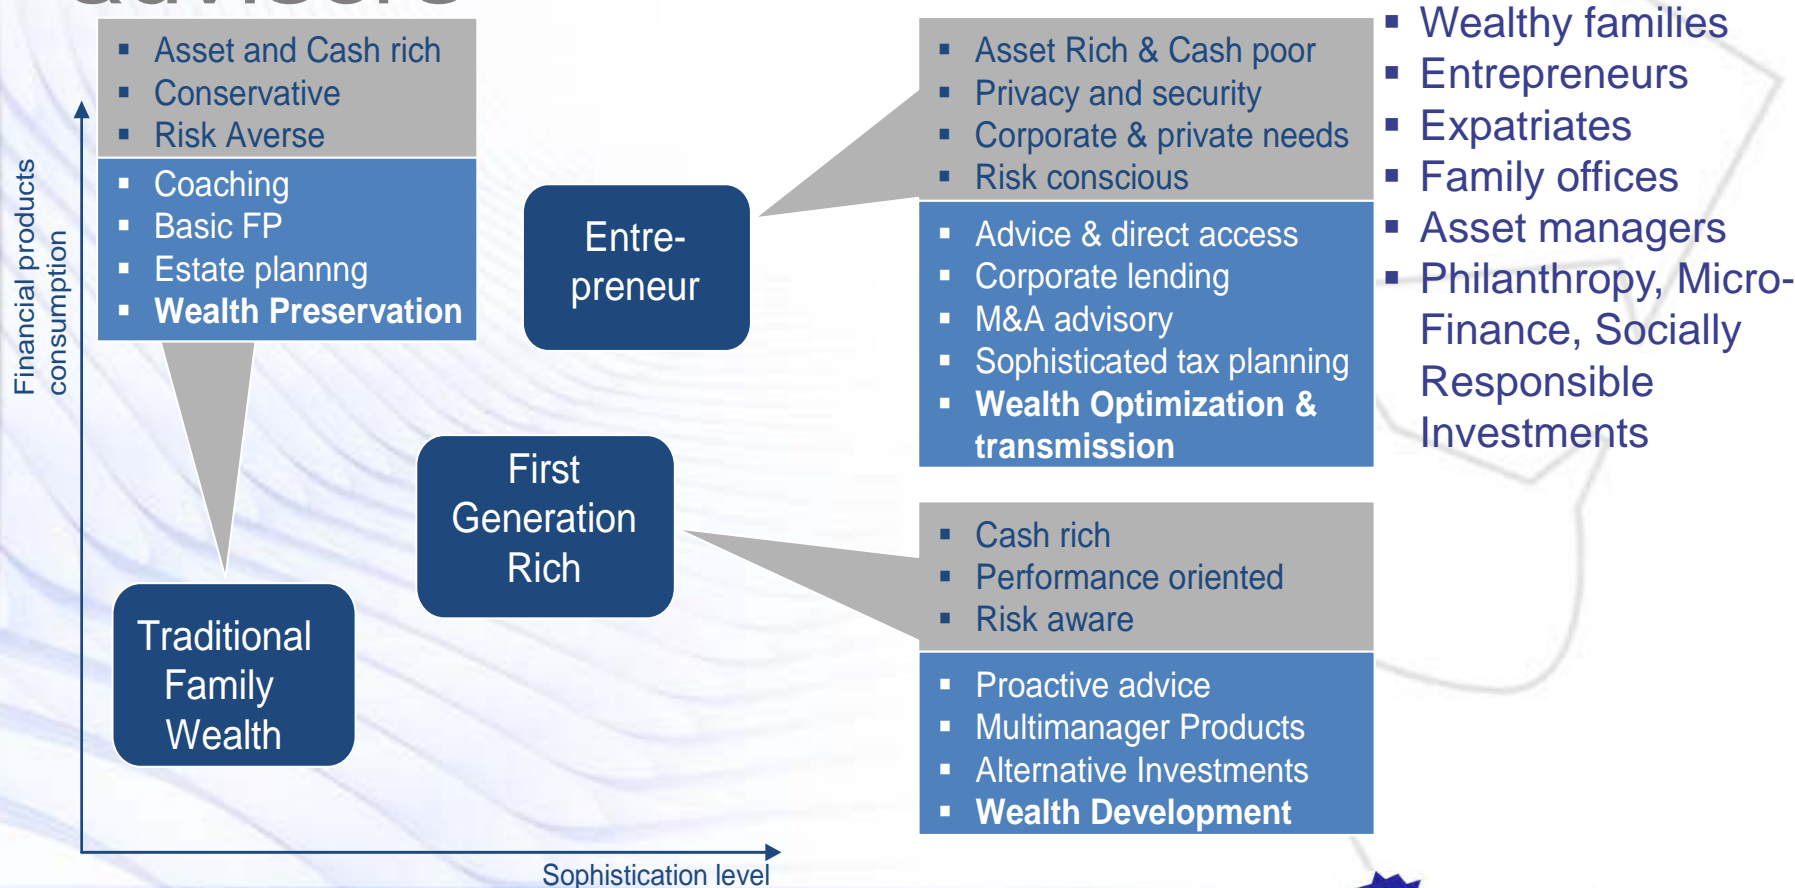 advisers
Asset and Cash rich
Conservative
Risk Averse
Coaching
Basic FP
Estate plannng
Wealth Preservation
Financial products
consumption
Entre-
preneur
First
Generation
Rich
Traditional
Family
Wealth
Sophistication level
Asset Rich & Cash poor
Privacy and security
Corporate & private needs
Risk conscious
Advice & direct access
Corporate lending
M&A advisory
Sophisticated tax planning
Wealth Optimization &
transmission
Cash rich
Performance oriented
Risk aware
Proactive advice
Multimanager Products
Alternative Investments
Wealth Development
Wealthy families
Entrepreneurs
Expatriates
Family offices
Asset managers
Philanthropy, Micro-
Finance, Socially
Responsible
Investments